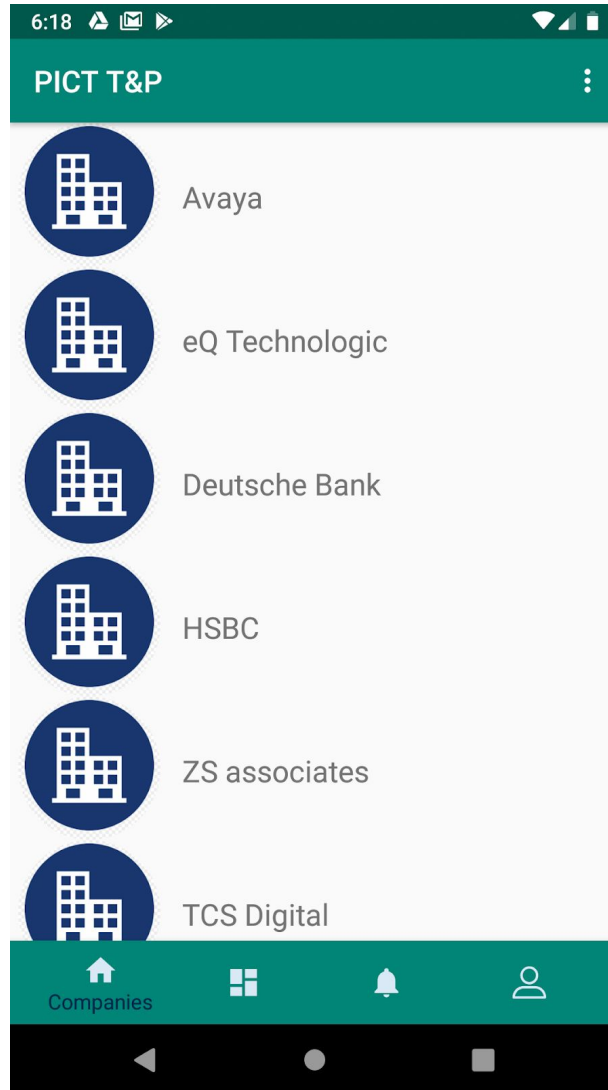 6:18
PICT T&P
Avaya
eQ Technologic
Deutsche Bank
HSBC
ZS associates
TCS Digital
Companies